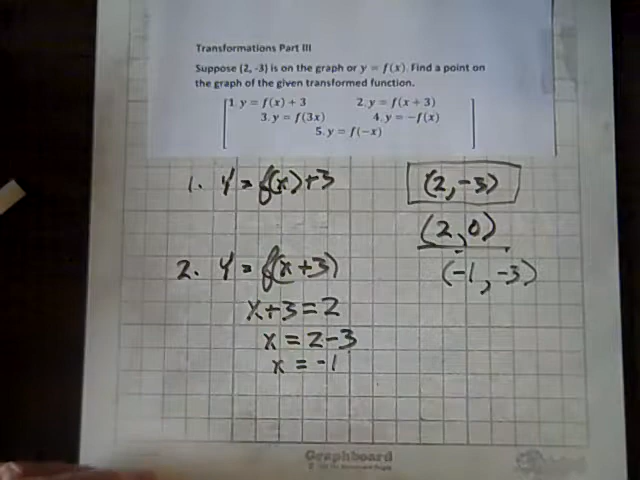 Transformations Part III
Suppose (2, -3) is on the graph or y = f(x). Find a point on
the graph of the given transformed function.
1. y = f(x) + 3 2. y = f(x + 3)
3. y = f(3x) 4. y = -f(x)
5. y = f(-x)
1. y = f(x)+3 (2,-3)
(2,0)
2. y = f(x+3) (-1,-3)
x+3=2
x = 2-3
x = -1
Graphboard